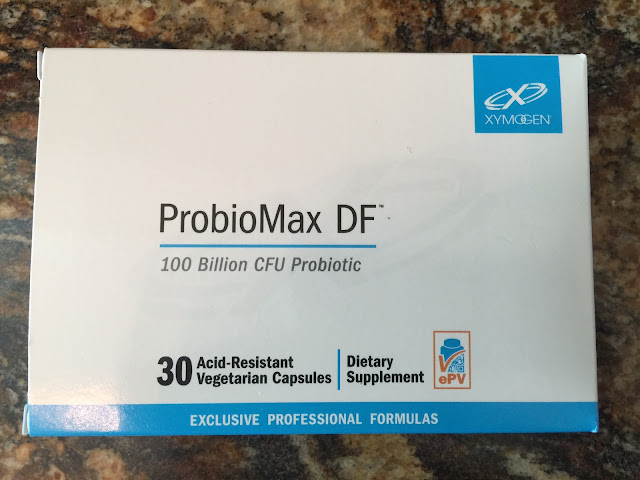 XYMOGEN
ProbioMax DF™
100 Billion CFU Probiotic
30 Acid-Resistant
Vegetarian Capsules
Dietary
Supplement
ePV
EXCLUSIVE PROFESSIONAL FORMULAS